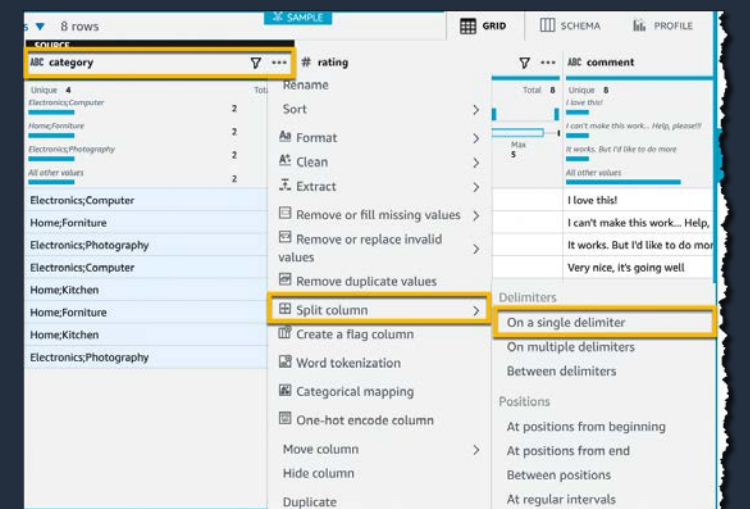 s ▼ 8 rows
SAMPLE
GRID
SCHEMA
PROFILE
SOURCE
ABC category
# rating
ABC comment
Unique 4
Total 8
Unique 8
Electronics;Computer
2
Home;Forniture
2
Electronics;Photography
2
All other values
2
Max
5
I love this!
I can't make this work... Help, please!!!
It works. But I'd like to do more
All other values
Electronics;Computer
Home;Forniture
Electronics;Photography
Electronics;Computer
Home;Kitchen
Home;Forniture
Home;Kitchen
Electronics;Photography
Rename
Sort
Format
Clean
Extract
Remove or fill missing values
Remove or replace invalid
values
Remove duplicate values
Split column
Create a flag column
Word tokenization
Categorical mapping
One-hot encode column
Move column
Hide column
Duplicate
I love this!
I can't make this work... Help,
It works. But I'd like to do mor
Very nice, it's going well
Delimiters
On a single delimiter
On multiple delimiters
Between delimiters
Positions
At positions from beginning
At positions from end
Between positions
At regular intervals